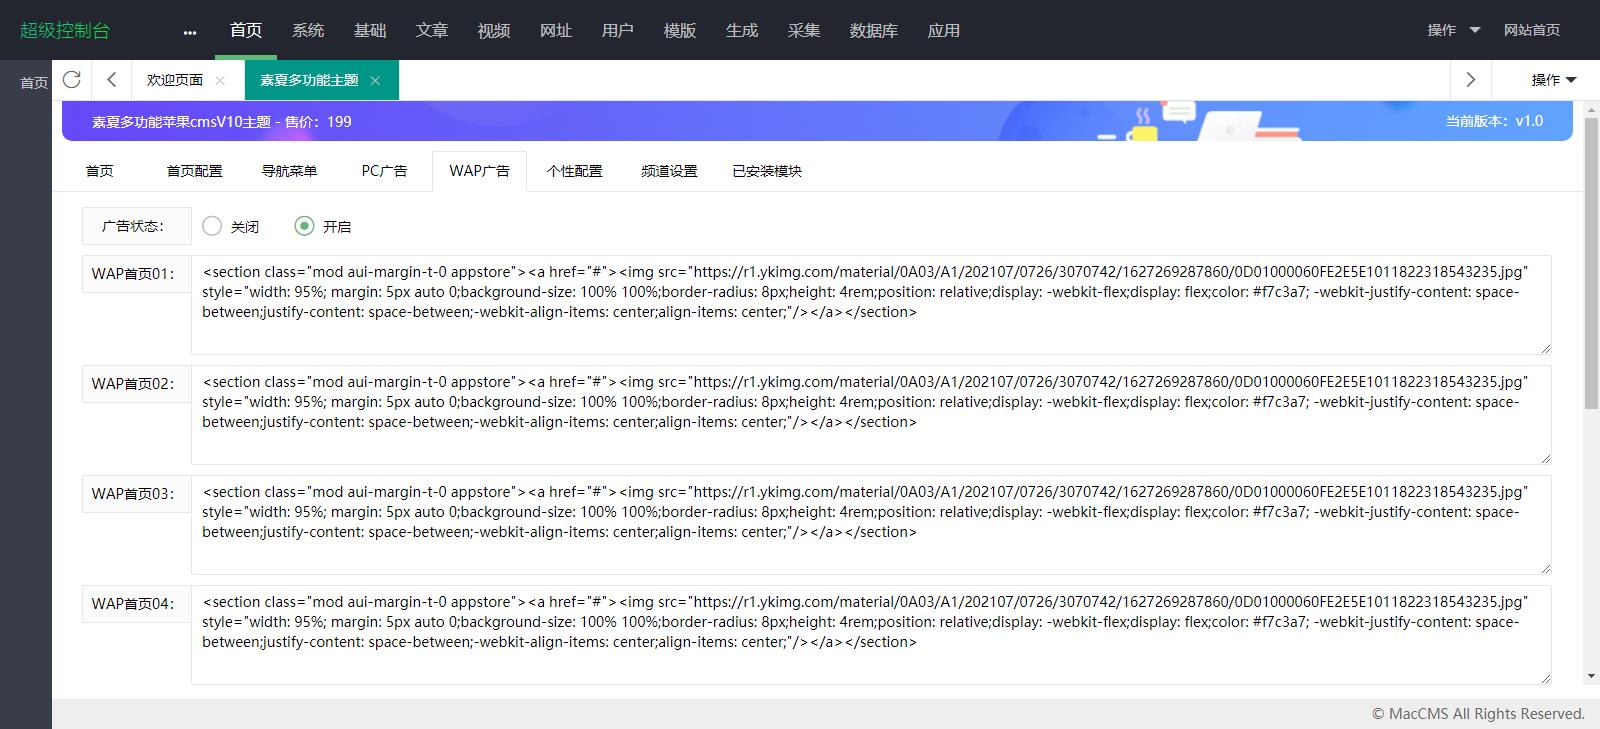 超级控制台
...
首页
系统
基础
文章
视频
网址
用户
模版
生成
采集
数据库
应用
操作
网站首页
首页
欢迎页面
素夏多功能主题
操作
素夏多功能苹果cmsV10主题 - 售价：199
当前版本：v1.0
首页
首页配置
导航菜单
PC广告
WAP广告
个性配置
频道设置
已安装模块
广告状态：
关闭
开启
WAP首页01：
<section class="mod aui-margin-t-0 appstore"><a href="#"><img src="https://r1.ykimg.com/material/0A03/A1/202107/0726/3070742/1627269287860/0D01000060FE2E5E1011822318543235.jpg"
style="width: 95%; margin: 5px auto 0;background-size: 100% 100%;border-radius: 8px;height: 4rem;position: relative;display: -webkit-flex;display: flex;color: #f7c3a7; -webkit-justify-content: space-
between;justify-content: space-between;-webkit-align-items: center;align-items: center;"/></a></section>
WAP首页02：
<section class="mod aui-margin-t-0 appstore"><a href="#"><img src="https://r1.ykimg.com/material/0A03/A1/202107/0726/3070742/1627269287860/0D01000060FE2E5E1011822318543235.jpg"
style="width: 95%; margin: 5px auto 0;background-size: 100% 100%;border-radius: 8px;height: 4rem;position: relative;display: -webkit-flex;display: flex;color: #f7c3a7; -webkit-justify-content: space-
between;justify-content: space-between;-webkit-align-items: center;align-items: center;"/></a></section>
WAP首页03：
<section class="mod aui-margin-t-0 appstore"><a href="#"><img src="https://r1.ykimg.com/material/0A03/A1/202107/0726/3070742/1627269287860/0D01000060FE2E5E1011822318543235.jpg"
style="width: 95%; margin: 5px auto 0;background-size: 100% 100%;border-radius: 8px;height: 4rem;position: relative;display: -webkit-flex;display: flex;color: #f7c3a7; -webkit-justify-content: space-
between;justify-content: space-between;-webkit-align-items: center;align-items: center;"/></a></section>
WAP首页04：
<section class="mod aui-margin-t-0 appstore"><a href="#"><img src="https://r1.ykimg.com/material/0A03/A1/202107/0726/3070742/1627269287860/0D01000060FE2E5E1011822318543235.jpg"
style="width: 95%; margin: 5px auto 0;background-size: 100% 100%;border-radius: 8px;height: 4rem;position: relative;display: -webkit-flex;display: flex;color: #f7c3a7; -webkit-justify-content: space-
between;justify-content: space-between;-webkit-align-items: center;align-items: center;"/></a></section>
© MacCMS All Rights Reserved.